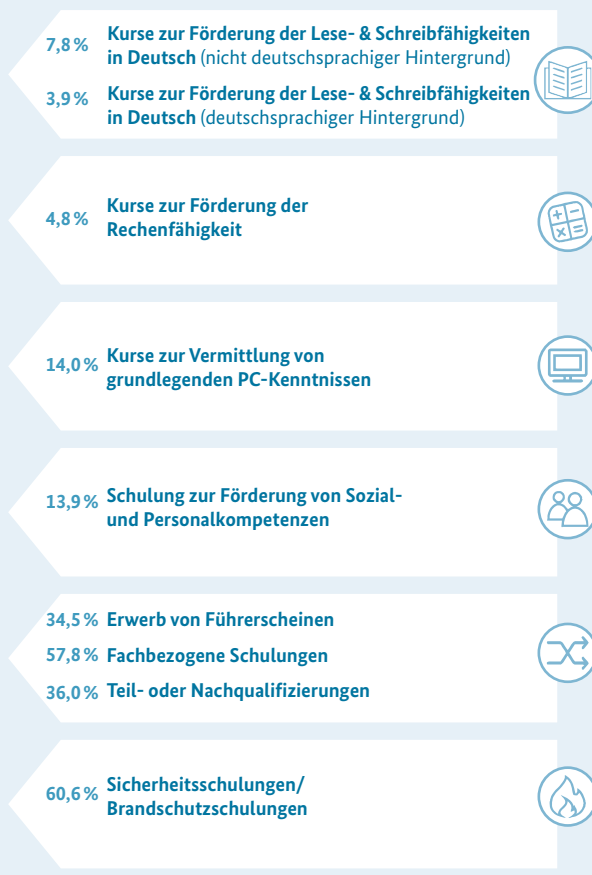 7,8 % Kurse zur Förderung der Lese- & Schreibfähigkeiten
in Deutsch (nicht deutschsprachiger Hintergrund)
3,9 % Kurse zur Förderung der Lese- & Schreibfähigkeiten
in Deutsch (deutschsprachiger Hintergrund)
4,8 % Kurse zur Förderung der
Rechenfähigkeit
14,0 % Kurse zur Vermittlung von
grundlegenden PC-Kenntnissen
13,9 % Schulung zur Förderung von Sozial-
und Personalkompetenzen
34,5 % Erwerb von Führerscheinen
57,8 % Fachbezogene Schulungen
36,0 % Teil- oder Nachqualifizierungen
60,6 % Sicherheitsschulungen/
Brandschutzschulungen